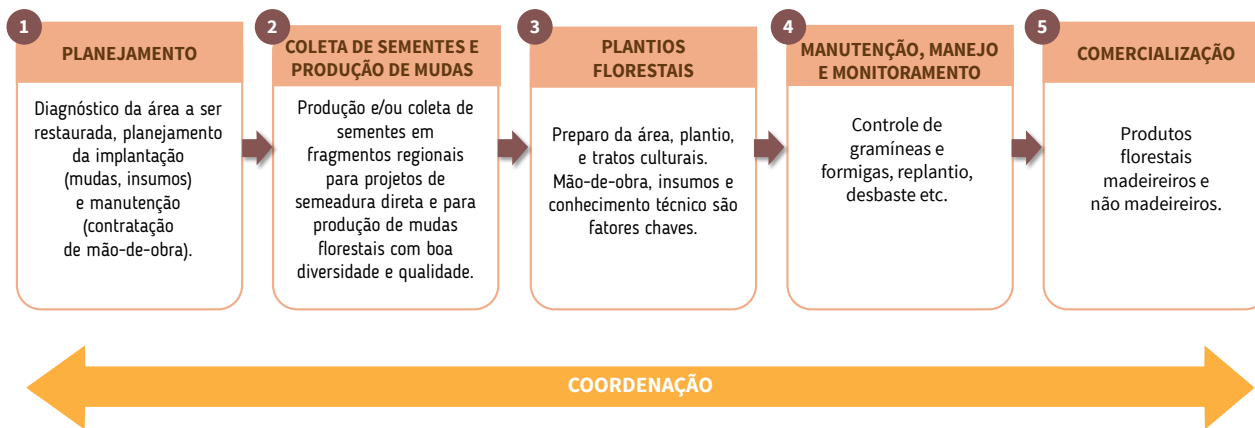 1
PLANEJAMENTO
Diagnóstico da área a ser
restaurada, planejamento
da implantação
(mudas, insumos)
e manutenção
(contratação
de mão-de-obra).
2
COLETA DE SEMENTES E
PRODUÇÃO DE MUDAS
Produção e/ou coleta de
sementes em
fragmentos regionais
para projetos de
semeadura direta e para
produção de mudas
florestais com boa
diversidade e qualidade.
3
PLANTIOS
FLORESTAIS
Preparo da área, plantio,
e tratos culturais.
Mão-de-obra, insumos e
conhecimento técnico são
fatores chaves.
4
MANUTENÇÃO, MANEJO
E MONITORAMENTO
Controle de
gramíneas e
formigas, replantio,
desbaste etc.
5
COMERCIALIZAÇÃO
Produtos
florestais
madeireiros e
não madeireiros.
COORDENAÇÃO